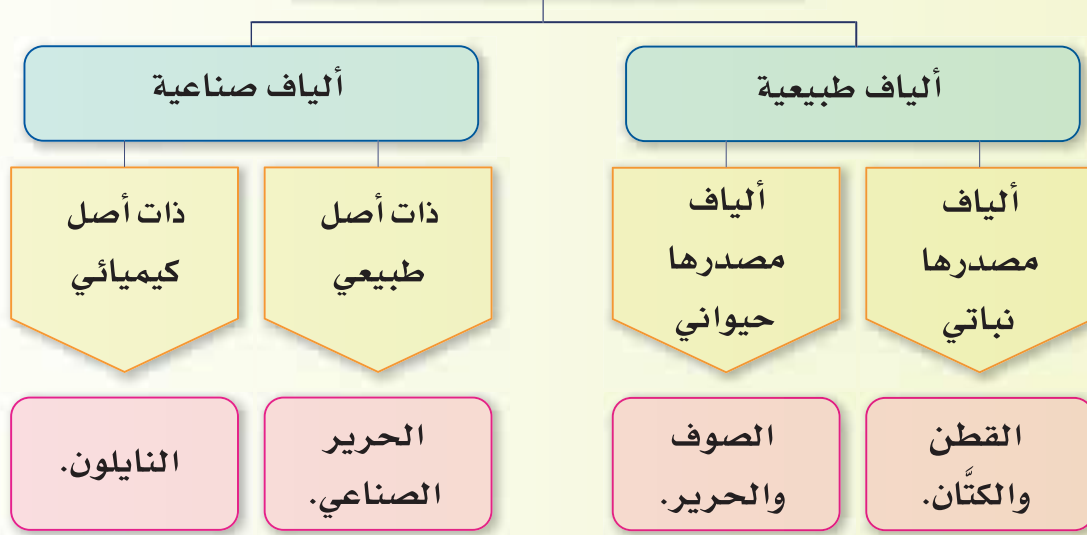 ألياف طبيعية
ألياف صناعية
ألياف
مصدرها
نباتي
ألياف
مصدرها
حيواني
ذات أصل
طبيعي
ذات أصل
كيميائي
القطن
والكتَّان.
الصوف
والحرير.
الحرير
الصناعي.
النايلون.